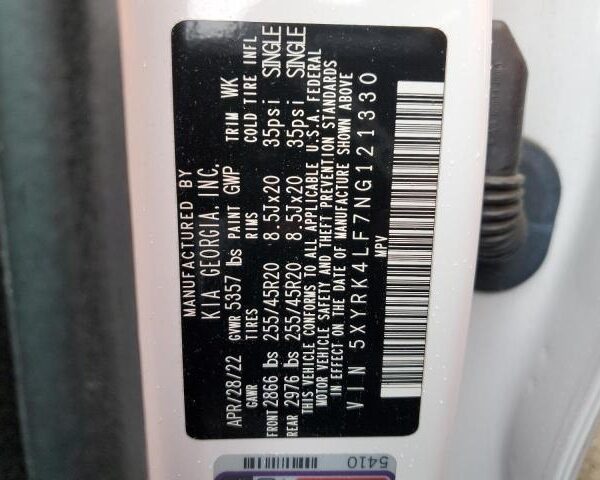 MANUFACTURED BY
KIA GEORGIA. INC.
APR/28/22 GVWR 5357 lbs PAINT GWP TRIM WK
GAWR TIRES RIMS COLD TIRE INFL
FRONT 2866 lbs 255/45R20 8.5Jx20 35psi SINGLE
REAR 2976 lbs 255/45R20 8.5Jx20 35psi SINGLE
THIS VEHICLE CONFORMS TO ALL APPLICABLE U.S.A. FEDERAL
MOTOR VEHICLE SAFETY AND THEFT PREVENTION STANDARDS
IN EFFECT ON THE DATE OF MANUFACTURE SHOWN ABOVE
VIN 5XYRK4LF7NG121330
MPV
5410